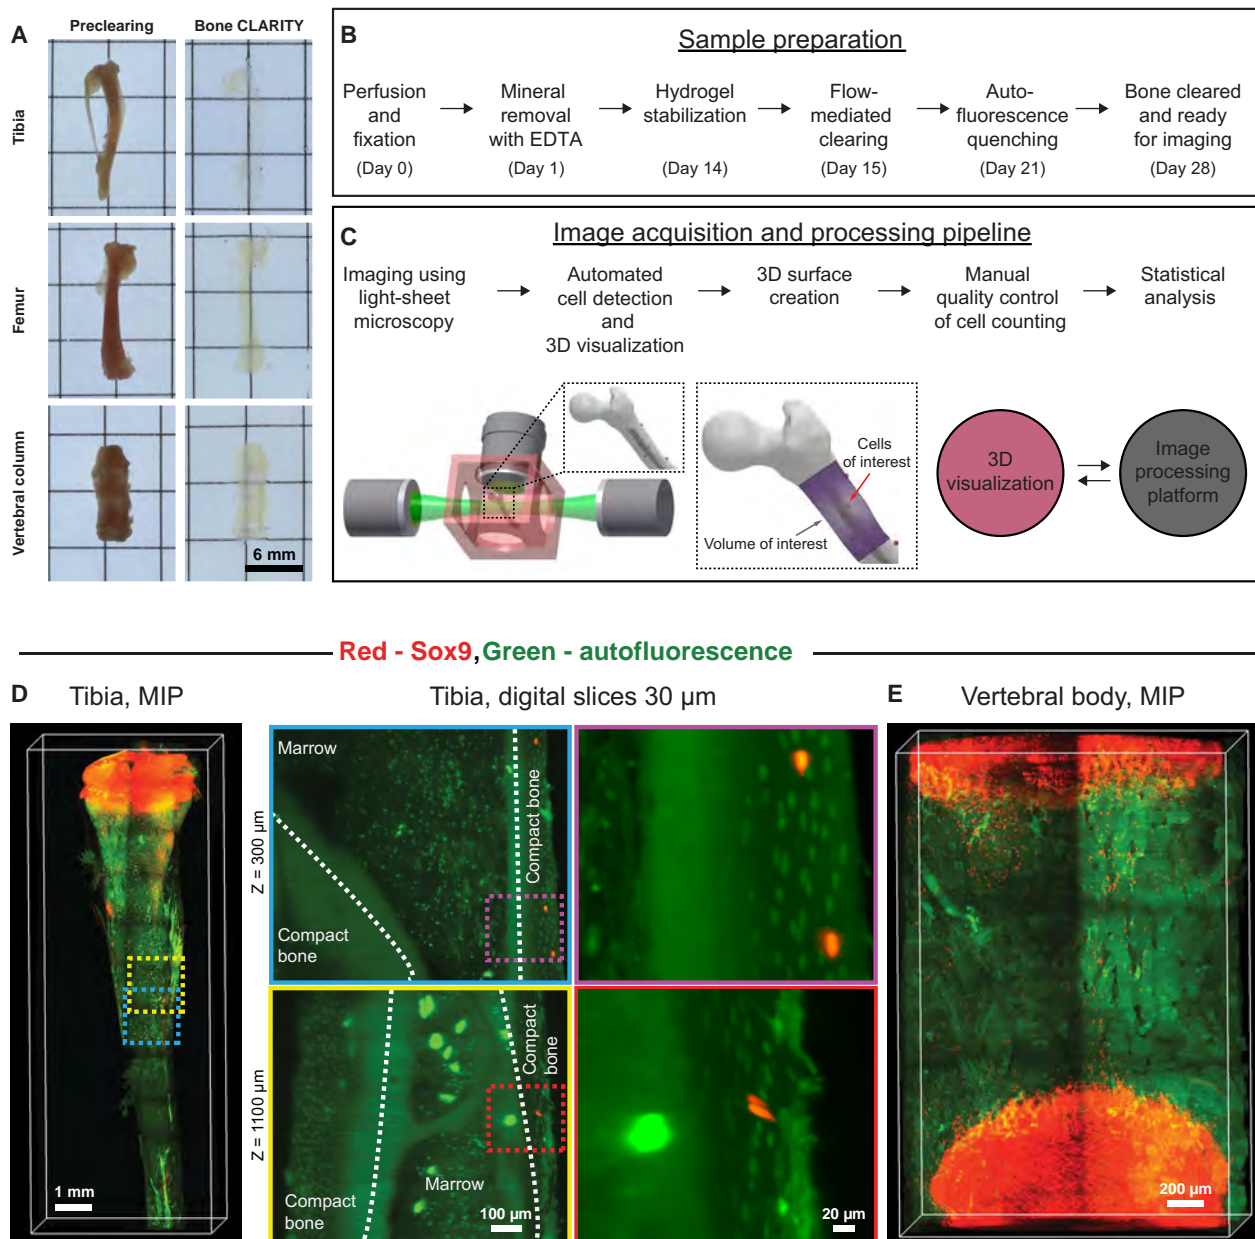 A
Preclearing
Bone CLARITY
Tibia
Femur
Vertebral column
6 mm
B
Sample preparation
Perfusion
and
fixation
(Day 0)
Mineral
removal
with EDTA
(Day 1)
Hydrogel
stabilization
(Day 14)
Flow-
mediated
clearing
(Day 15)
Auto-
fluorescence
quenching
(Day 21)
Bone cleared
and ready
for imaging
(Day 28)
C
Image acquisition and processing pipeline
Imaging using
light-sheet
microscopy
Automated
cell detection
and
3D visualization
3D surface
creation
Manual
quality control
of cell counting
Statistical
analysis
Cells
of interest
Volume of interest
3D
visualization
Image
processing
platform
Red - Sox9, Green - autofluorescence
D
Tibia, MIP
1 mm
Tibia, digital slices 30 µm
Z = 300 µm
Marrow
Compact bone
Compact
bone
Z = 1100 µm
Compact
bone
Compact
bone
Marrow
100 µm
20 µm
E
Vertebral body, MIP
200 µm